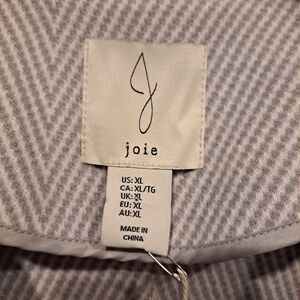 joie
US: XL
CA: XL/TG
UK: XL
EU: XL
AU: XL
MADE IN
CHINA